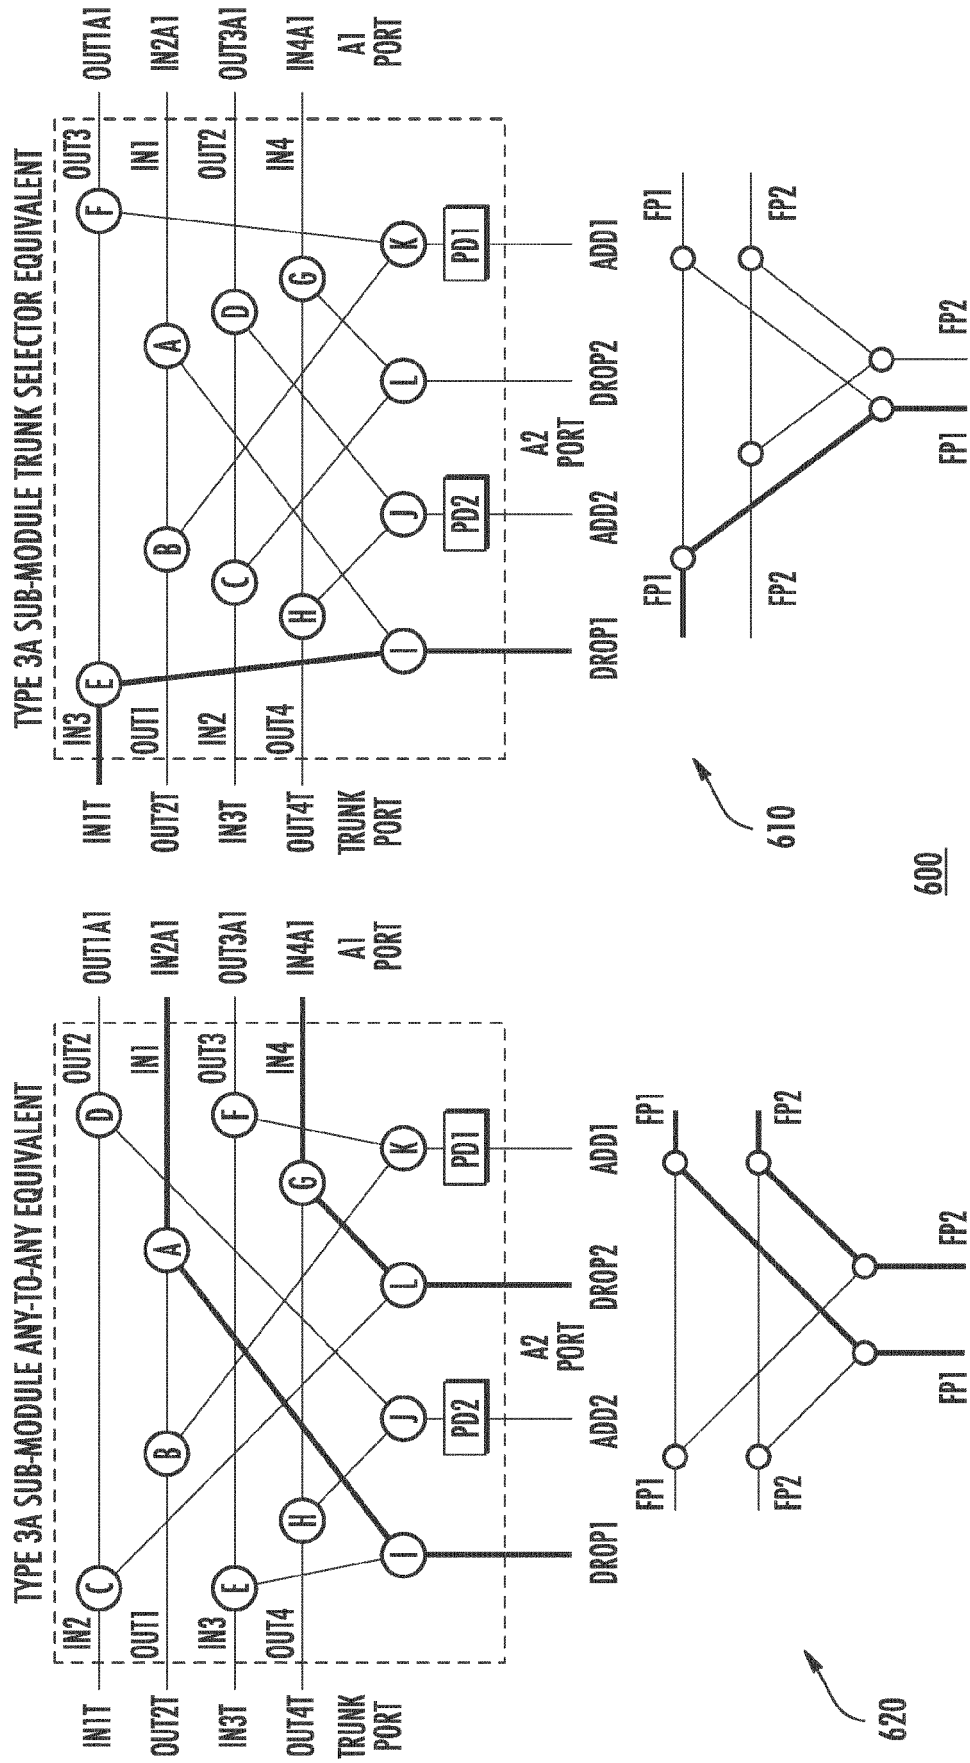 TYPE 3A SUB-MODULE ANY-TO-ANY EQUIVALENT
IN1T
IN2
C
D
OUT2
OUT1A1
OUT2T
OUT1
B
A
IN1
IN2A1
IN3T
IN3
E
F
OUT3
OUT3A1
OUT4T
OUT4
H
G
IN4
IN4A1
TRUNK
PORT
A1
PORT
I
J
L
K
PD2
PD1
A2
PORT
DROP1
ADD2
DROP2
ADD1
FP1
FP1
FP2
FP2
FP1
FP2
620
TYPE 3A SUB-MODULE TRUNK SELECTOR EQUIVALENT
IN1T
IN3
E
F
OUT3
OUT1A1
OUT2T
OUT1
B
A
IN1
IN2A1
IN3T
IN2
C
D
OUT2
OUT3A1
OUT4T
OUT4
H
G
IN4
IN4A1
TRUNK
PORT
A1
PORT
I
J
L
K
PD2
PD1
A2
PORT
DROP1
ADD2
DROP2
ADD1
FP1
FP1
FP2
FP2
FP1
FP2
610
600